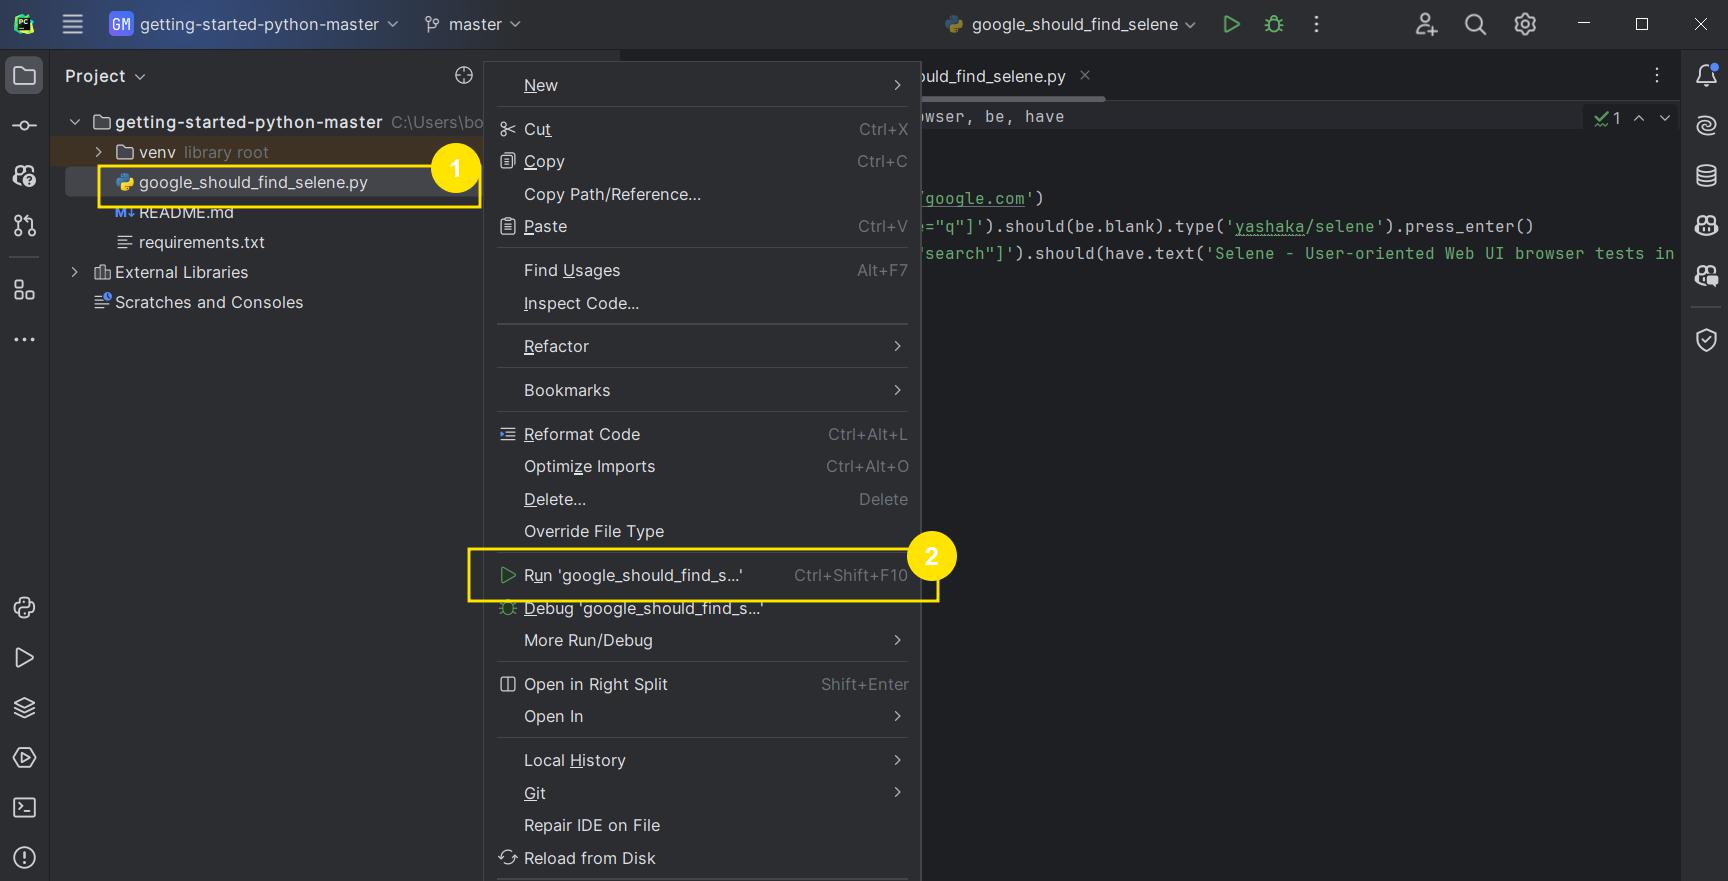 PC
GM getting-started-python-master
master
google_should_find_selene
Project
getting-started-python-master C:\Users\bo
venv library root
google_should_find_selene.py
1
README.md
requirements.txt
External Libraries
Scratches and Consoles
New
Cut Ctrl+X
Copy Ctrl+C
Copy Path/Reference...
Paste Ctrl+V
Find Usages Alt+F7
Inspect Code...
Refactor
Bookmarks
Reformat Code Ctrl+Alt+L
Optimize Imports Ctrl+Alt+O
Delete... Delete
Override File Type
2
Run 'google_should_find_s...' Ctrl+Shift+F10
Debug 'google_should_find_s...'
More Run/Debug
Open in Right Split Shift+Enter
Open In
Local History
Git
Repair IDE on File
Reload from Disk
uld_find_selene.py
wser, be, have
1
google.com')
="q"]').should(be.blank).type('yashaka/selene').press_enter()
search"]').should(have.text('Selene - User-oriented Web UI browser tests in